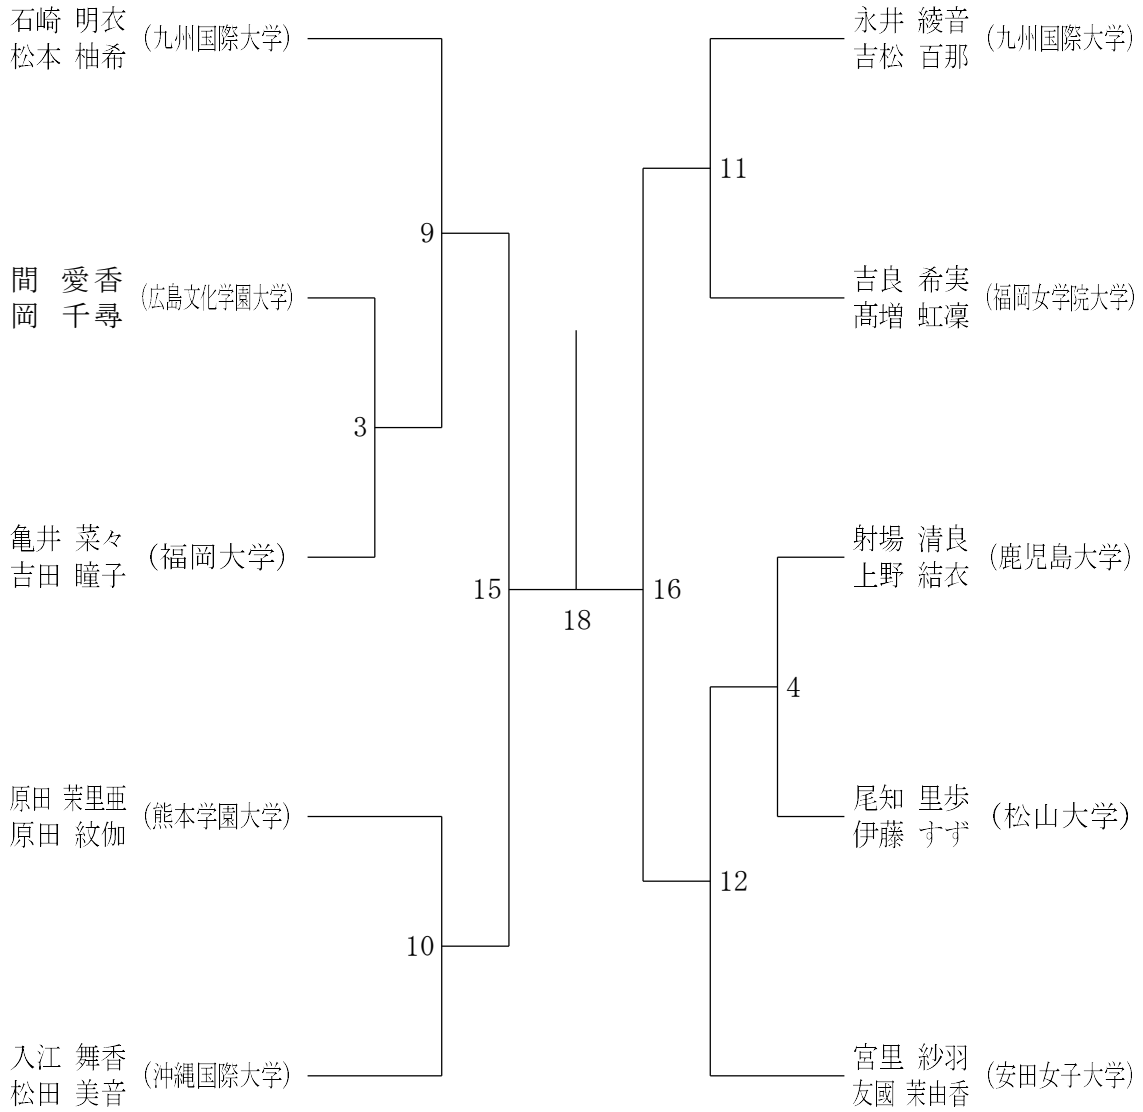 石崎 明衣
松本 柚希
(九州国際大学)
9
間 愛香
岡 千尋
(広島文化学園大学)
3
亀井 菜々
吉田 瞳子
(福岡大学)
15
18
原田 茉里亜
原田 紋伽
(熊本学園大学)
10
入江 舞香
松田 美音
(沖縄国際大学)
永井 綾音
吉松 百那
(九州国際大学)
11
吉良 希実
髙増 虹凜
(福岡女学院大学)
16
射場 清良
上野 結衣
(鹿児島大学)
4
尾知 里歩
伊藤 すず
(松山大学)
12
宮里 紗羽
友國 茉由香
(安田女子大学)